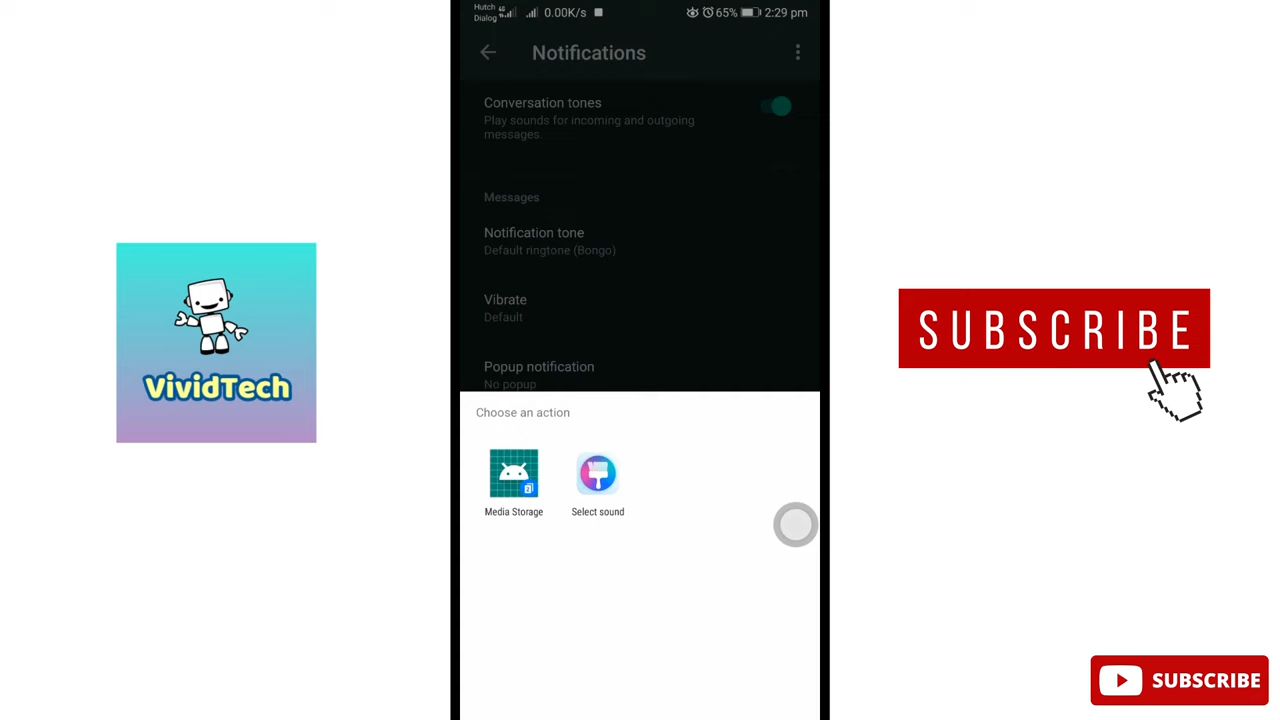 Hutch
Dialog
4G
0.00K/s
65%
2:29 pm
Notifications
Conversation tones
Play sounds for incoming and outgoing
messages.
Messages
Notification tone
Default ringtone (Bongo)
Vibrate
Default
Popup notification
No popup
Choose an action
2
Media Storage
Select sound
VividTech
SUBSCRIBE
SUBSCRIBE